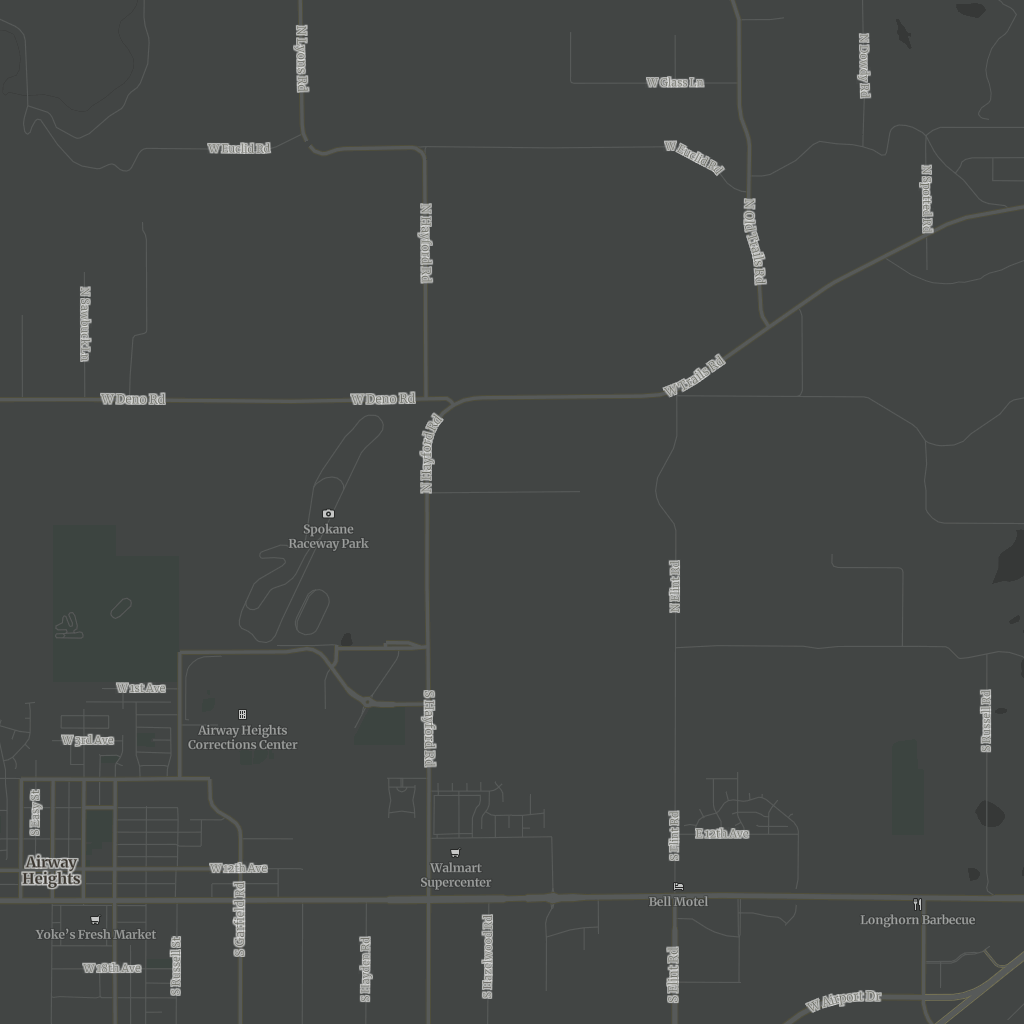 N Lyons Rd
N Dowdy Rd
W Glass Ln
W Euclid Rd
W Euclid Rd
N Spotted Rd
N Hayford Rd
N Old Trails Rd
N Sawbuck Ln
W Trails Rd
W Deno Rd
W Deno Rd
N Hayford Rd
Spokane
Raceway Park
N Flint Rd
W 1st Ave
S Hayford Rd
S Russell Rd
Airway Heights
Corrections Center
W 3rd Ave
S Easy St
S Flint Rd
E 12th Ave
Airway
Heights
W 12th Ave
Walmart
Supercenter
Bell Motel
S Garfield Rd
Longhorn Barbecue
Yoke's Fresh Market
W 18th Ave
S Russell St
S Hayden Rd
S Hazelwood Rd
S Flint Rd
W Airport Dr